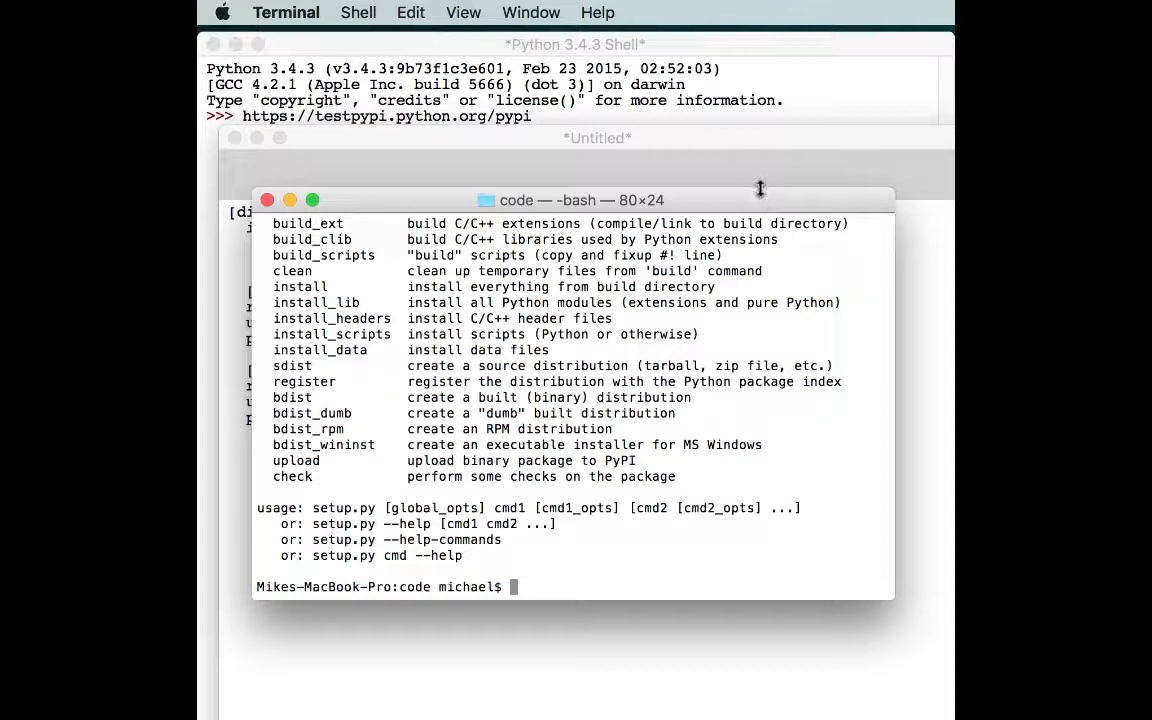 Terminal Shell Edit View Window Help
*Python 3.4.3 Shell*
Python 3.4.3 (v3.4.3:9b73f1c3e601, Feb 23 2015, 02:52:03)
[GCC 4.2.1 (Apple Inc. build 5666) (dot 3)] on darwin
Type "copyright", "credits" or "license()" for more information.
>>> https://testpypi.python.org/pypi
*Untitled*
code — -bash — 80×24
build_ext build C/C++ extensions (compile/link to build directory)
build_clib build C/C++ libraries used by Python extensions
build_scripts "build" scripts (copy and fixup #! line)
clean clean up temporary files from 'build' command
install install everything from build directory
install_lib install all Python modules (extensions and pure Python)
install_headers install C/C++ header files
install_scripts install scripts (Python or otherwise)
install_data install data files
sdist create a source distribution (tarball, zip file, etc.)
register register the distribution with the Python package index
bdist create a built (binary) distribution
bdist_dumb create a "dumb" built distribution
bdist_rpm create an RPM distribution
bdist_wininst create an executable installer for MS Windows
upload upload binary package to PyPI
check perform some checks on the package
usage: setup.py [global_opts] cmd1 [cmd1_opts] [cmd2 [cmd2_opts] ...]
or: setup.py --help [cmd1 cmd2 ...]
or: setup.py --help-commands
or: setup.py cmd --help
Mikes-MacBook-Pro:code michael$